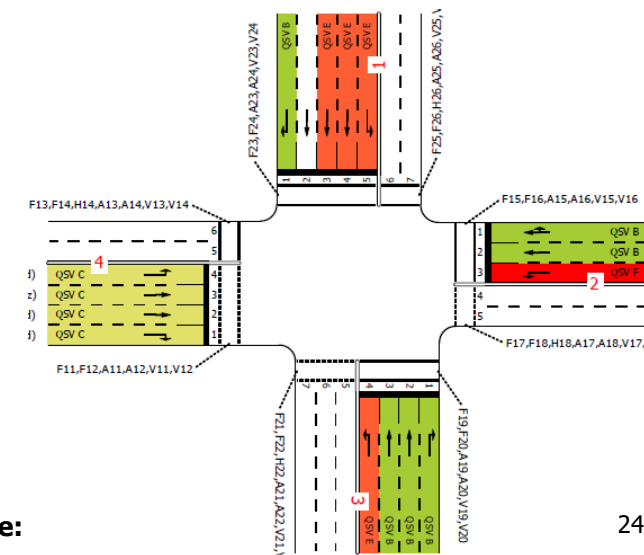 QSV B
QSV E
QSV E
QSV E
1
F23,F24,A23,A24,V23,V24
F25,F26,H26,A25,A26,V25,
1
2
3
4
5
6
7
F13,F14,H14,A13,A14,V13,V14
F15,F16,A15,A16,V15,V16
6
5
4
4
3
2
1
QSV C
QSV C
QSV C
QSV C
1
2
3
4
5
QSV B
QSV B
QSV F
2
F11,F12,A11,A12,V11,V12
F17,F18,H18,A17,A18,V17,
7
6
5
4
3
2
1
F21,F22,H22,A21,A22,V21,
F19,F20,A19,A20,V19,V20
3
QSV E
QSV B
QSV B
QSV B
e:
24